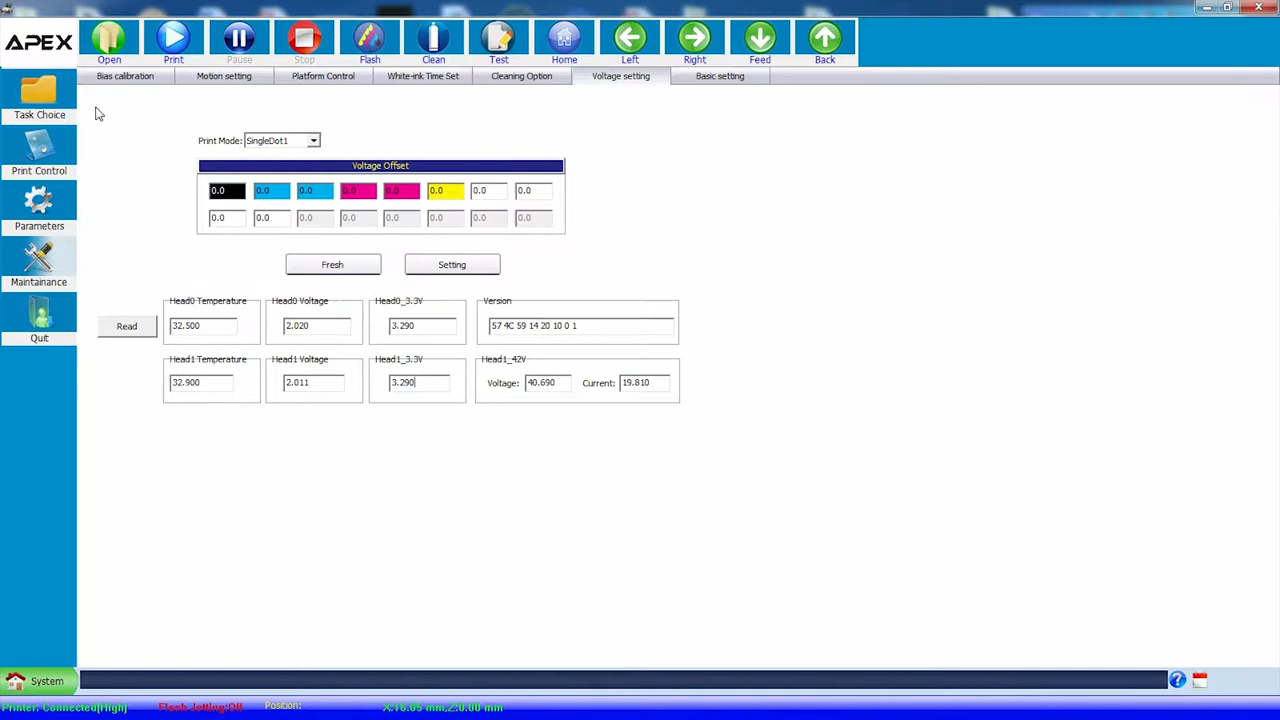 APEX
Open Print Pause Stop Flash Clean Test Home Left Right Feed Back
Bias calibration Motion setting Platform Control White-ink Time Set Cleaning Option Voltage setting Basic setting
Task Choice
Print Control
Parameters
Maintainance
Quit
Print Mode: SingleDot1
Voltage Offset
0.0 0.0 0.0 0.0 0.0 0.0 0.0 0.0
0.0 0.0 0.0 0.0 0.0 0.0 0.0 0.0
Fresh Setting
Head0 Temperature Head0 Voltage Head0_3.3V Version
Read 32.500 2.020 3.290 57 4C 59 14 20 10 0 1
Head1 Temperature Head1 Voltage Head1_3.3V Head1_42V
32.900 2.011 3.290 Voltage: 40.690 Current: 19.810
System
Printer: Connected[High] Flash Jetting:Off Position: X:16.05 mm,Z:0.00 mm